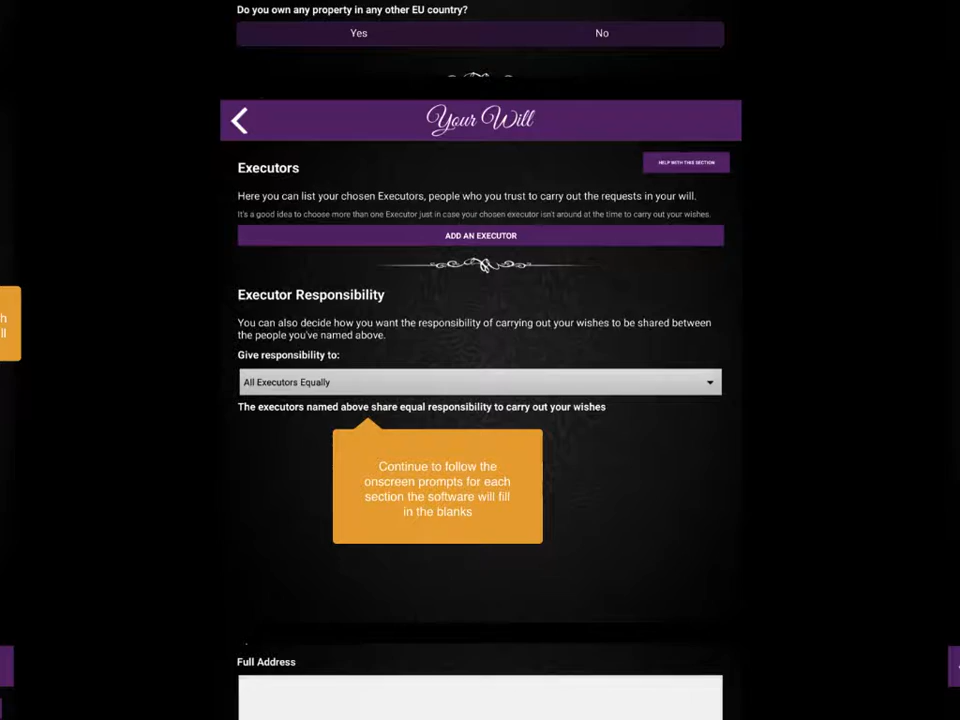 Do you own any property in any other EU country?
Yes
No
Your Will
Executors
HELP WITH THIS SECTION
Here you can list your chosen Executors, people who you trust to carry out the requests in your will.
It's a good idea to choose more than one Executor just in case your chosen executor isn't around at the time to carry out your wishes.
ADD AN EXECUTOR
Executor Responsibility
You can also decide how you want the responsibility of carrying out your wishes to be shared between
the people you've named above.
Give responsibility to:
All Executors Equally
The executors named above share equal responsibility to carry out your wishes
Continue to follow the
onscreen prompts for each
section the software will fill
in the blanks
Full Address